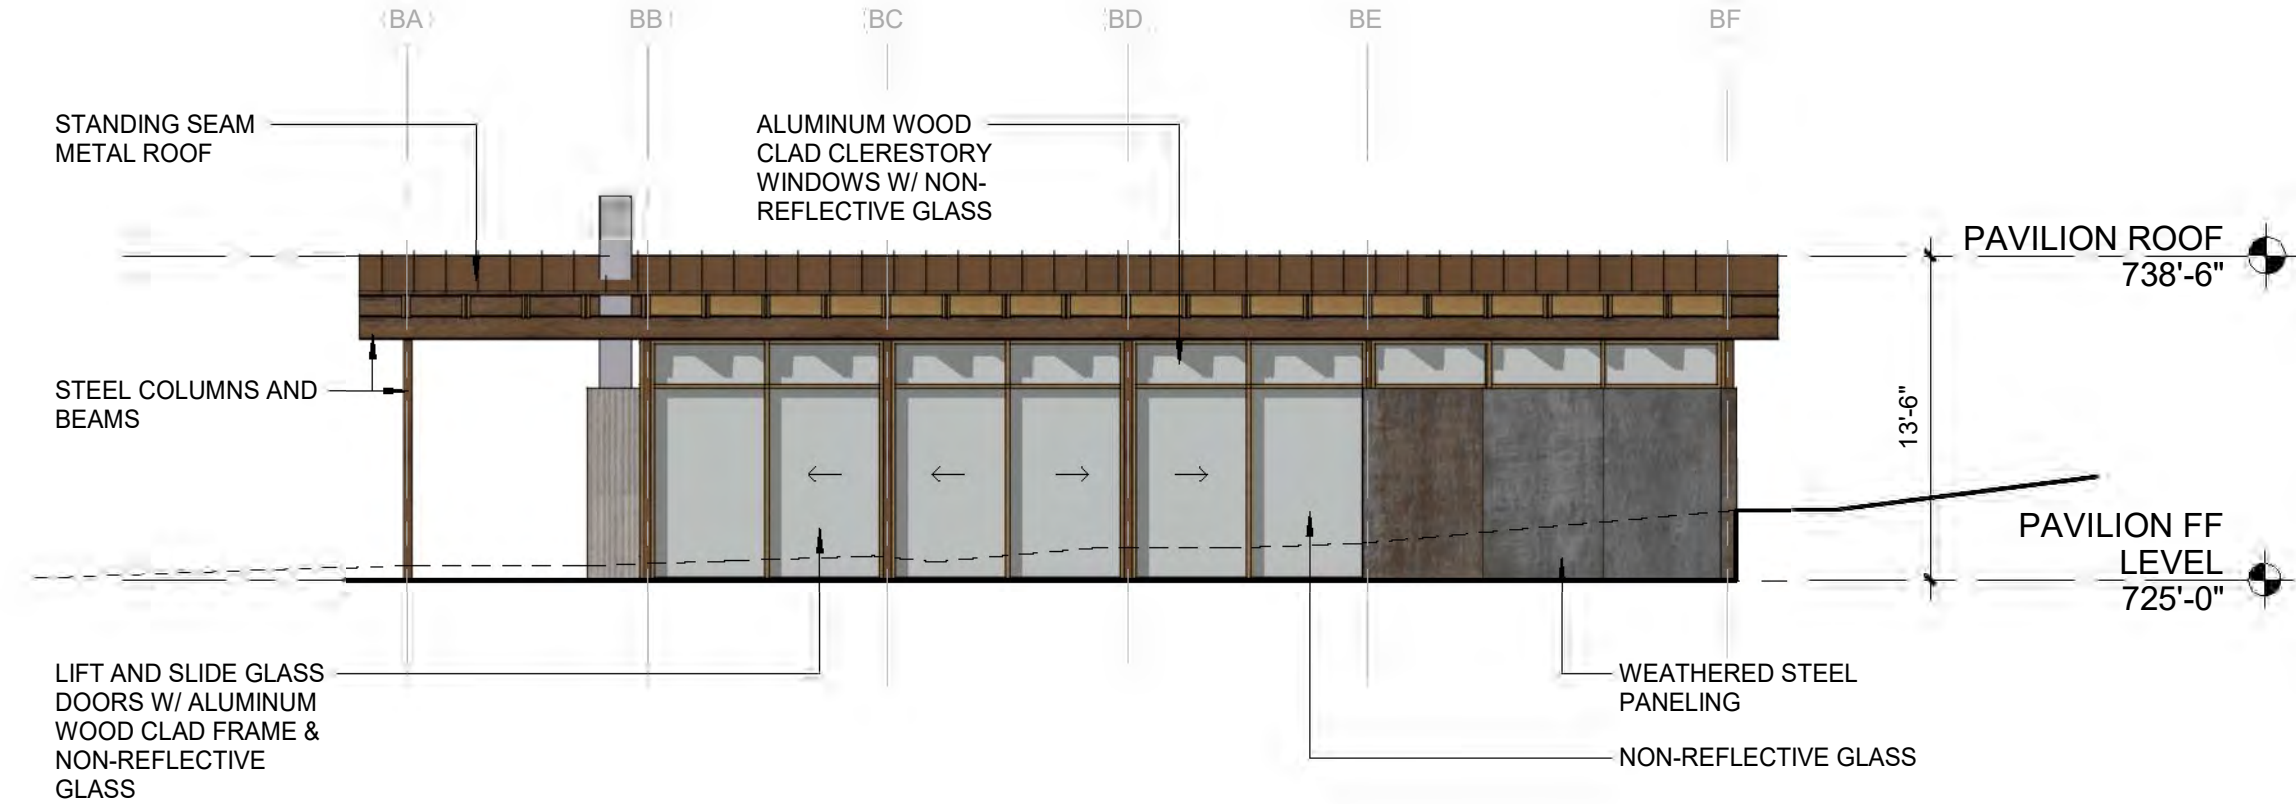 BA
BB
BC
BD
BE
BF
STANDING SEAM
METAL ROOF
ALUMINUM WOOD
CLAD CLERESTORY
WINDOWS W/ NON-
REFLECTIVE GLASS
PAVILION ROOF
738'-6"
STEEL COLUMNS AND
BEAMS
13'-6"
PAVILION FF
LEVEL
725'-0"
LIFT AND SLIDE GLASS
DOORS W/ ALUMINUM
WOOD CLAD FRAME &
NON-REFLECTIVE
GLASS
WEATHERED STEEL
PANELING
NON-REFLECTIVE GLASS